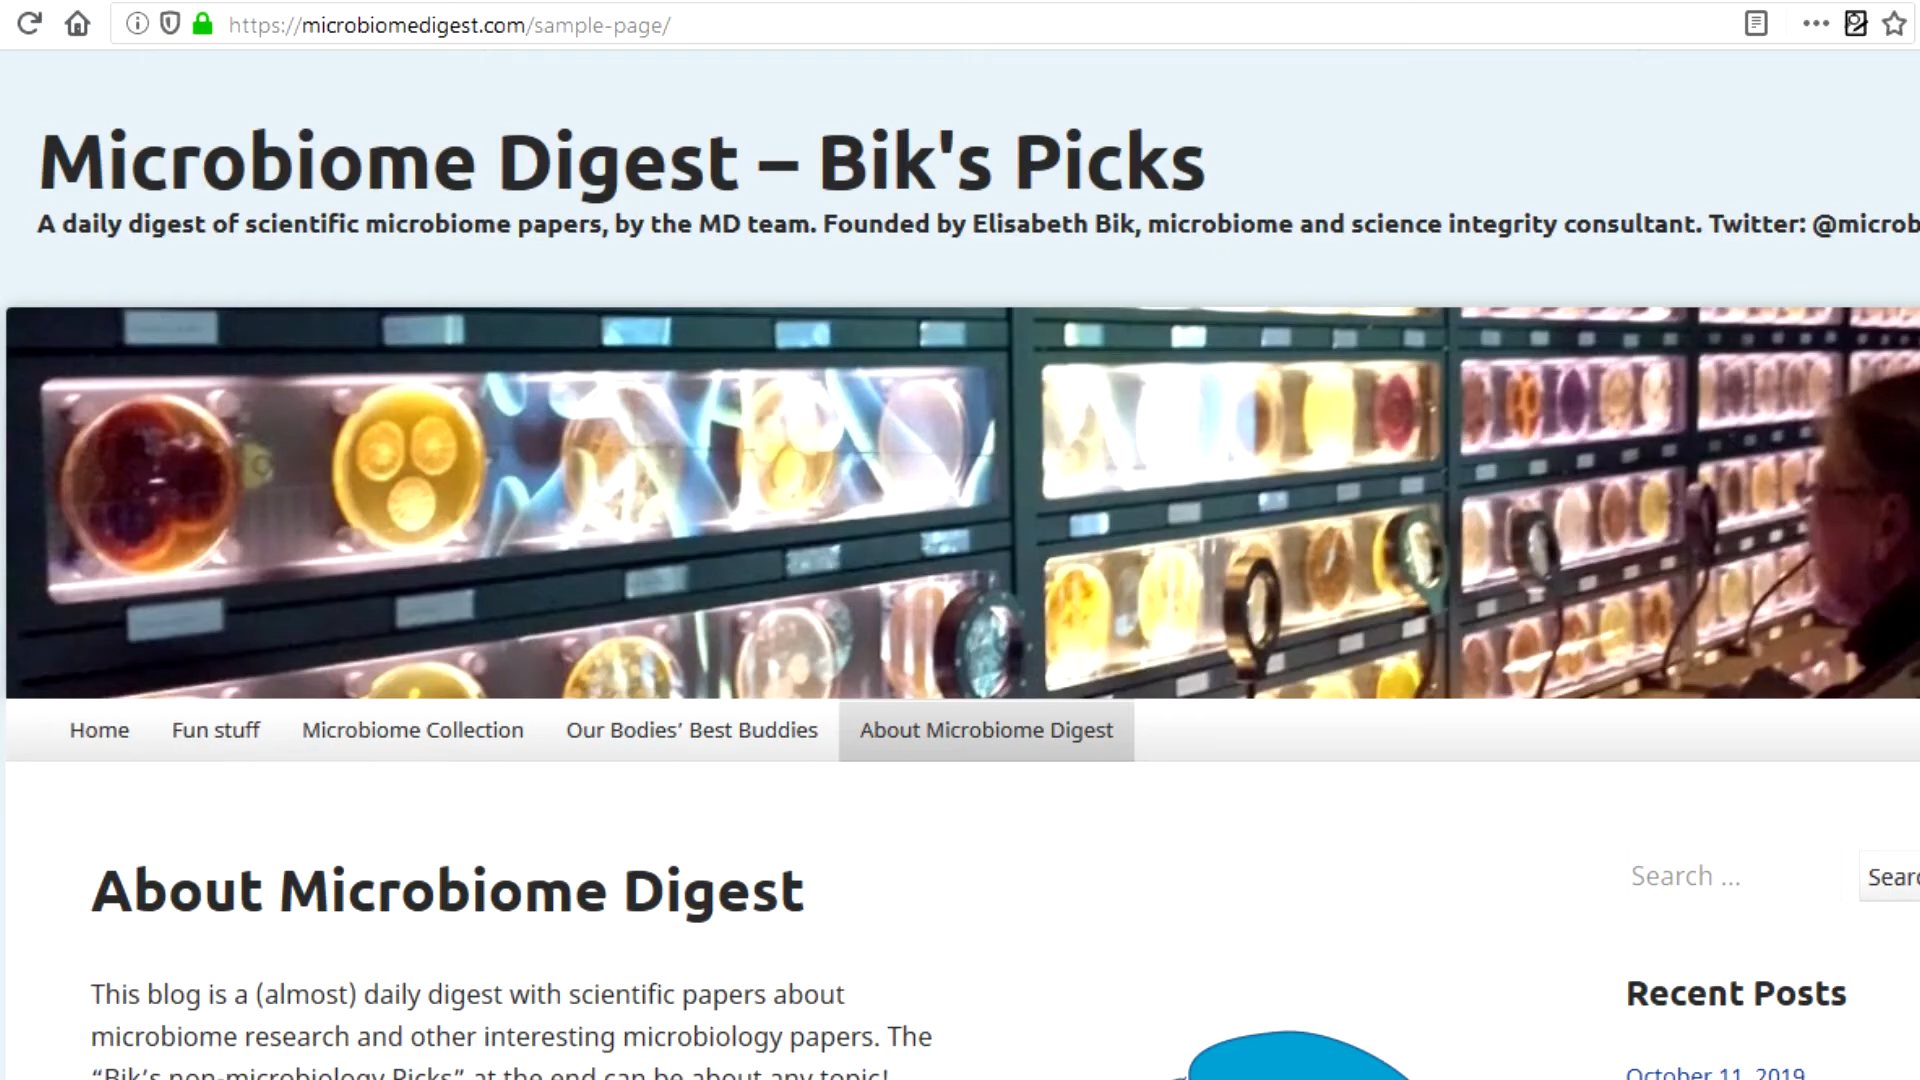 https://microbiomedigest.com/sample-page/
Microbiome Digest – Bik's Picks
A daily digest of scientific microbiome papers, by the MD team. Founded by Elisabeth Bik, microbiome and science integrity consultant. Twitter: @microb
Home Fun stuff Microbiome Collection Our Bodies’ Best Buddies About Microbiome Digest
About Microbiome Digest
This blog is a (almost) daily digest with scientific papers about
microbiome research and other interesting microbiology papers. The
“Bik’s non-microbiology Picks” at the end can be about any topic!
Search ...
Searc
Recent Posts
October 11, 2019